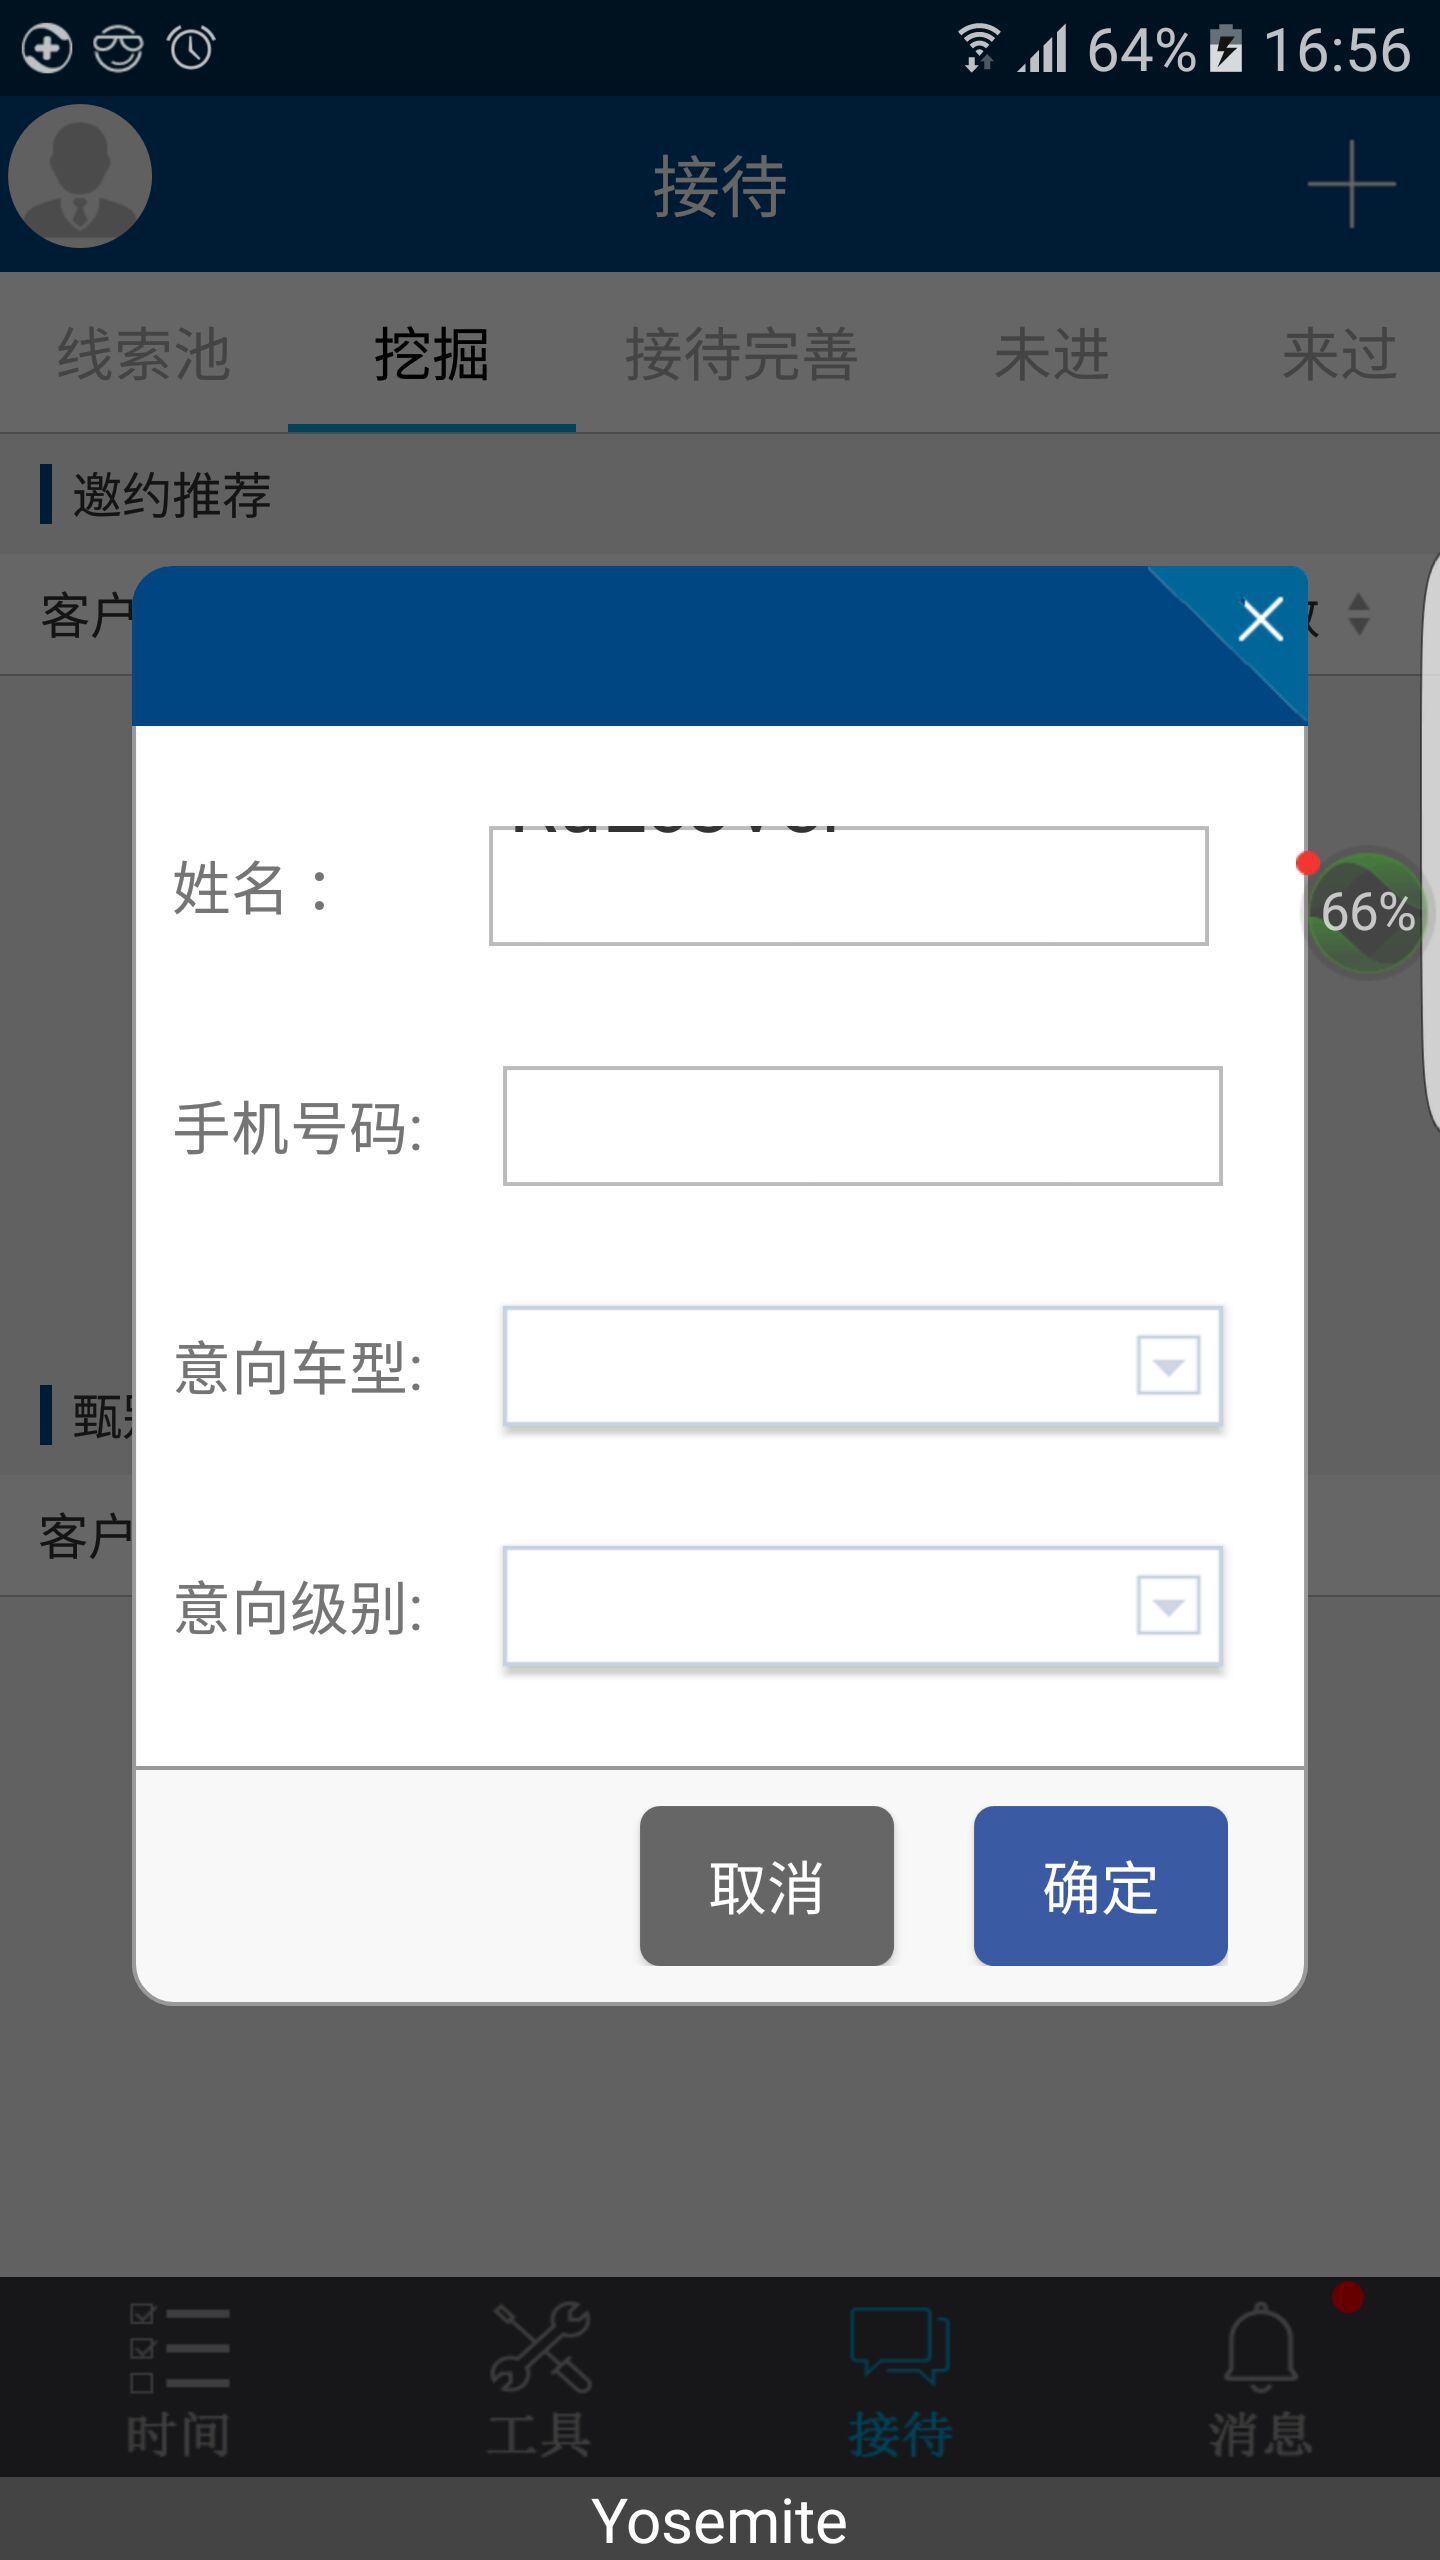 64% 16:56
接待
线索池 挖掘 接待完善 未进 来过
邀约推荐
客户
姓名：
66%
手机号码:
意向车型:
甄
意向级别:
客户
取消 确定
时间 工具 接待 消息
Yosemite